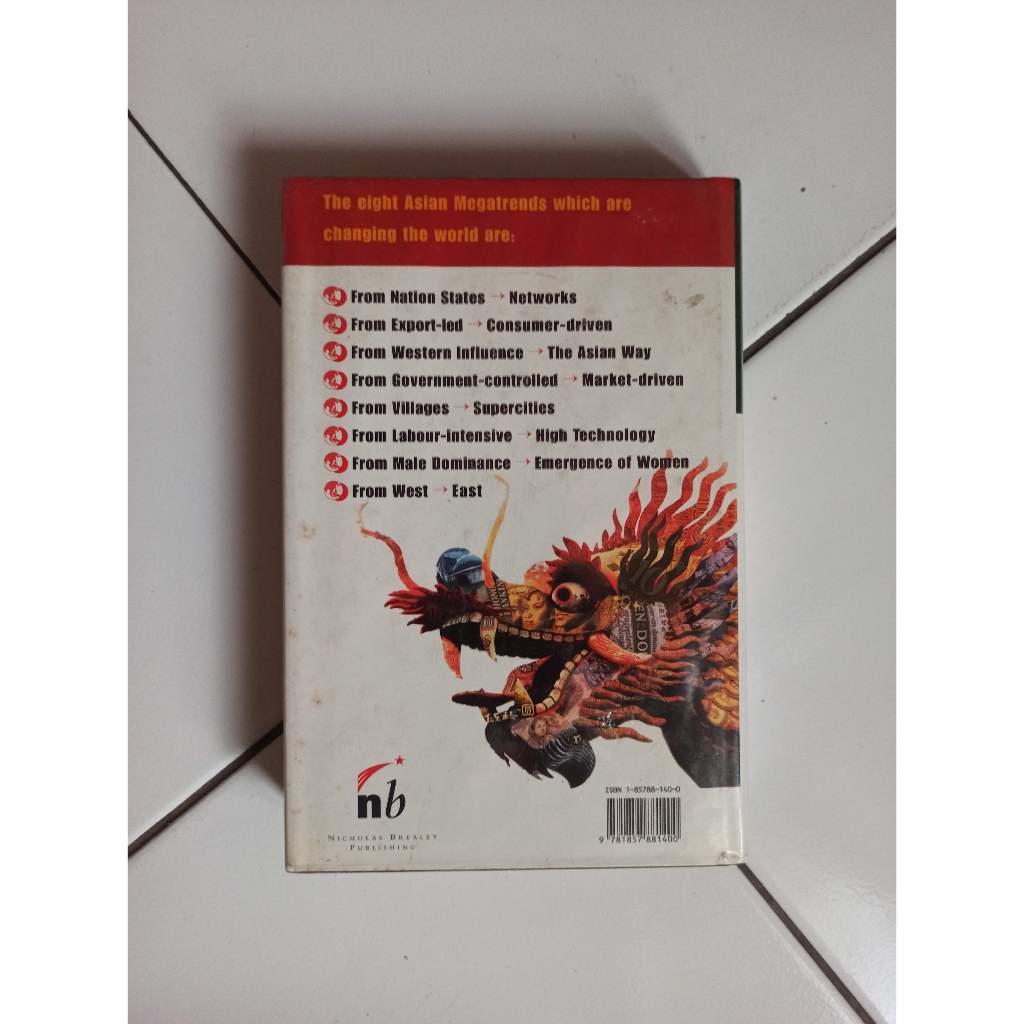 The eight Asian Megatrends which are
changing the world are:
From Nation States → Networks
From Export-led → Consumer-driven
From Western Influence → The Asian Way
From Government-controlled → Market-driven
From Villages → Supercities
From Labour-intensive → High Technology
From Male Dominance → Emergence of Women
From West → East
nb
NICHOLAS BREALEY
PUBLISHING
ISBN 1-85788-140-0
9 781857 881400